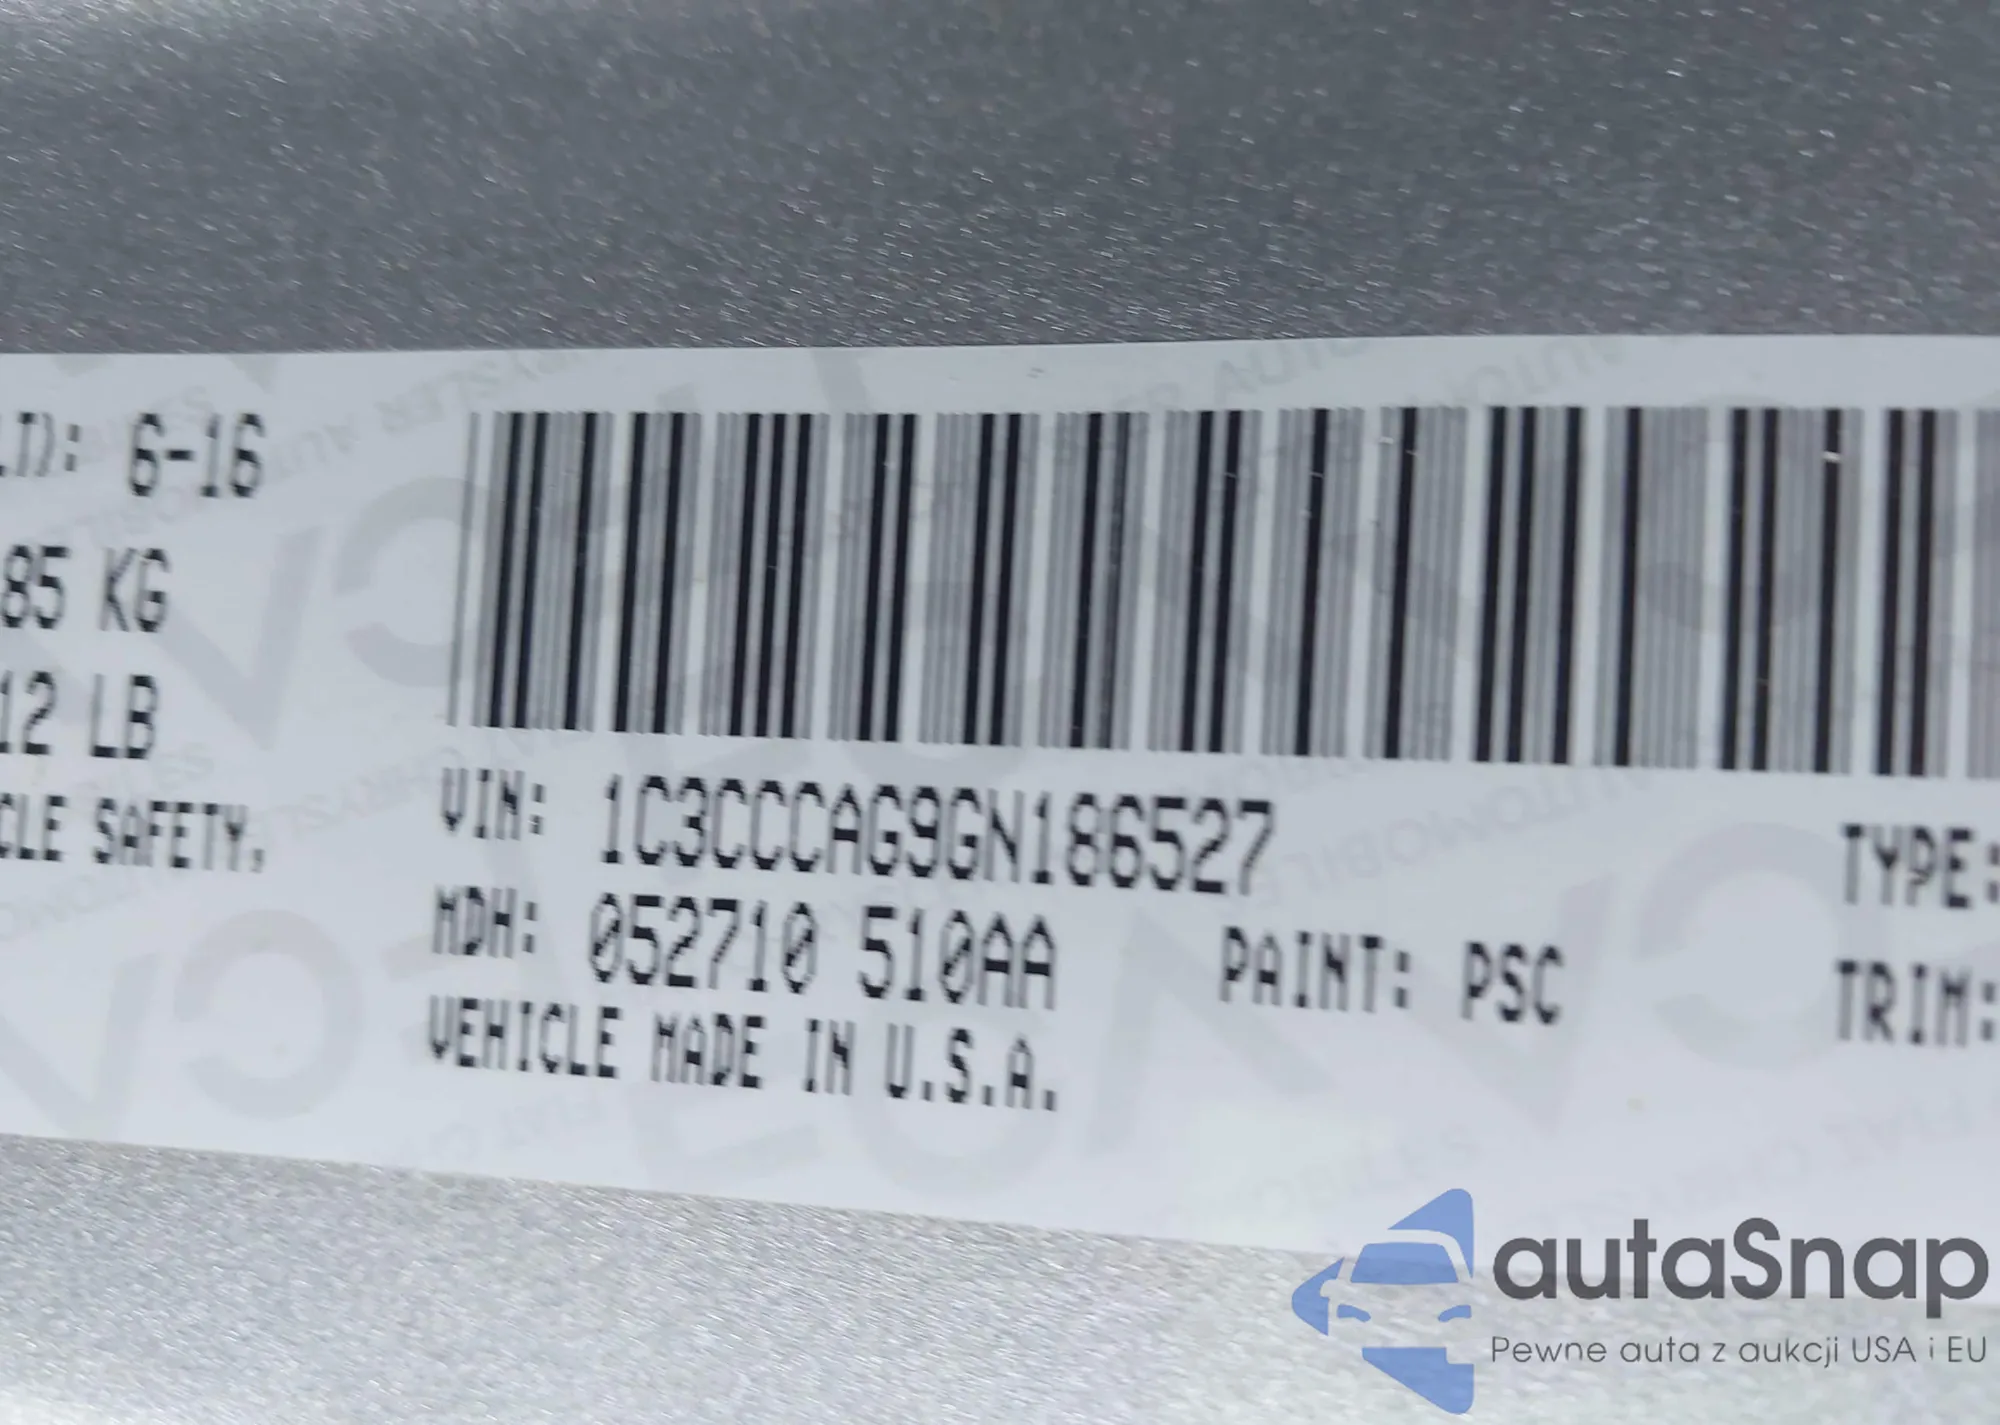 LT): 6-16
85 KG
12 LB
CLE SAFETY,
VIN: 1C3CCCAG9GN186527
MDH: 052710 510AA
PAINT: PSC
VEHICLE MADE IN U.S.A.
TYPE:
TRIM:
autaSnap
Pewne auta z aukcji USA i EU